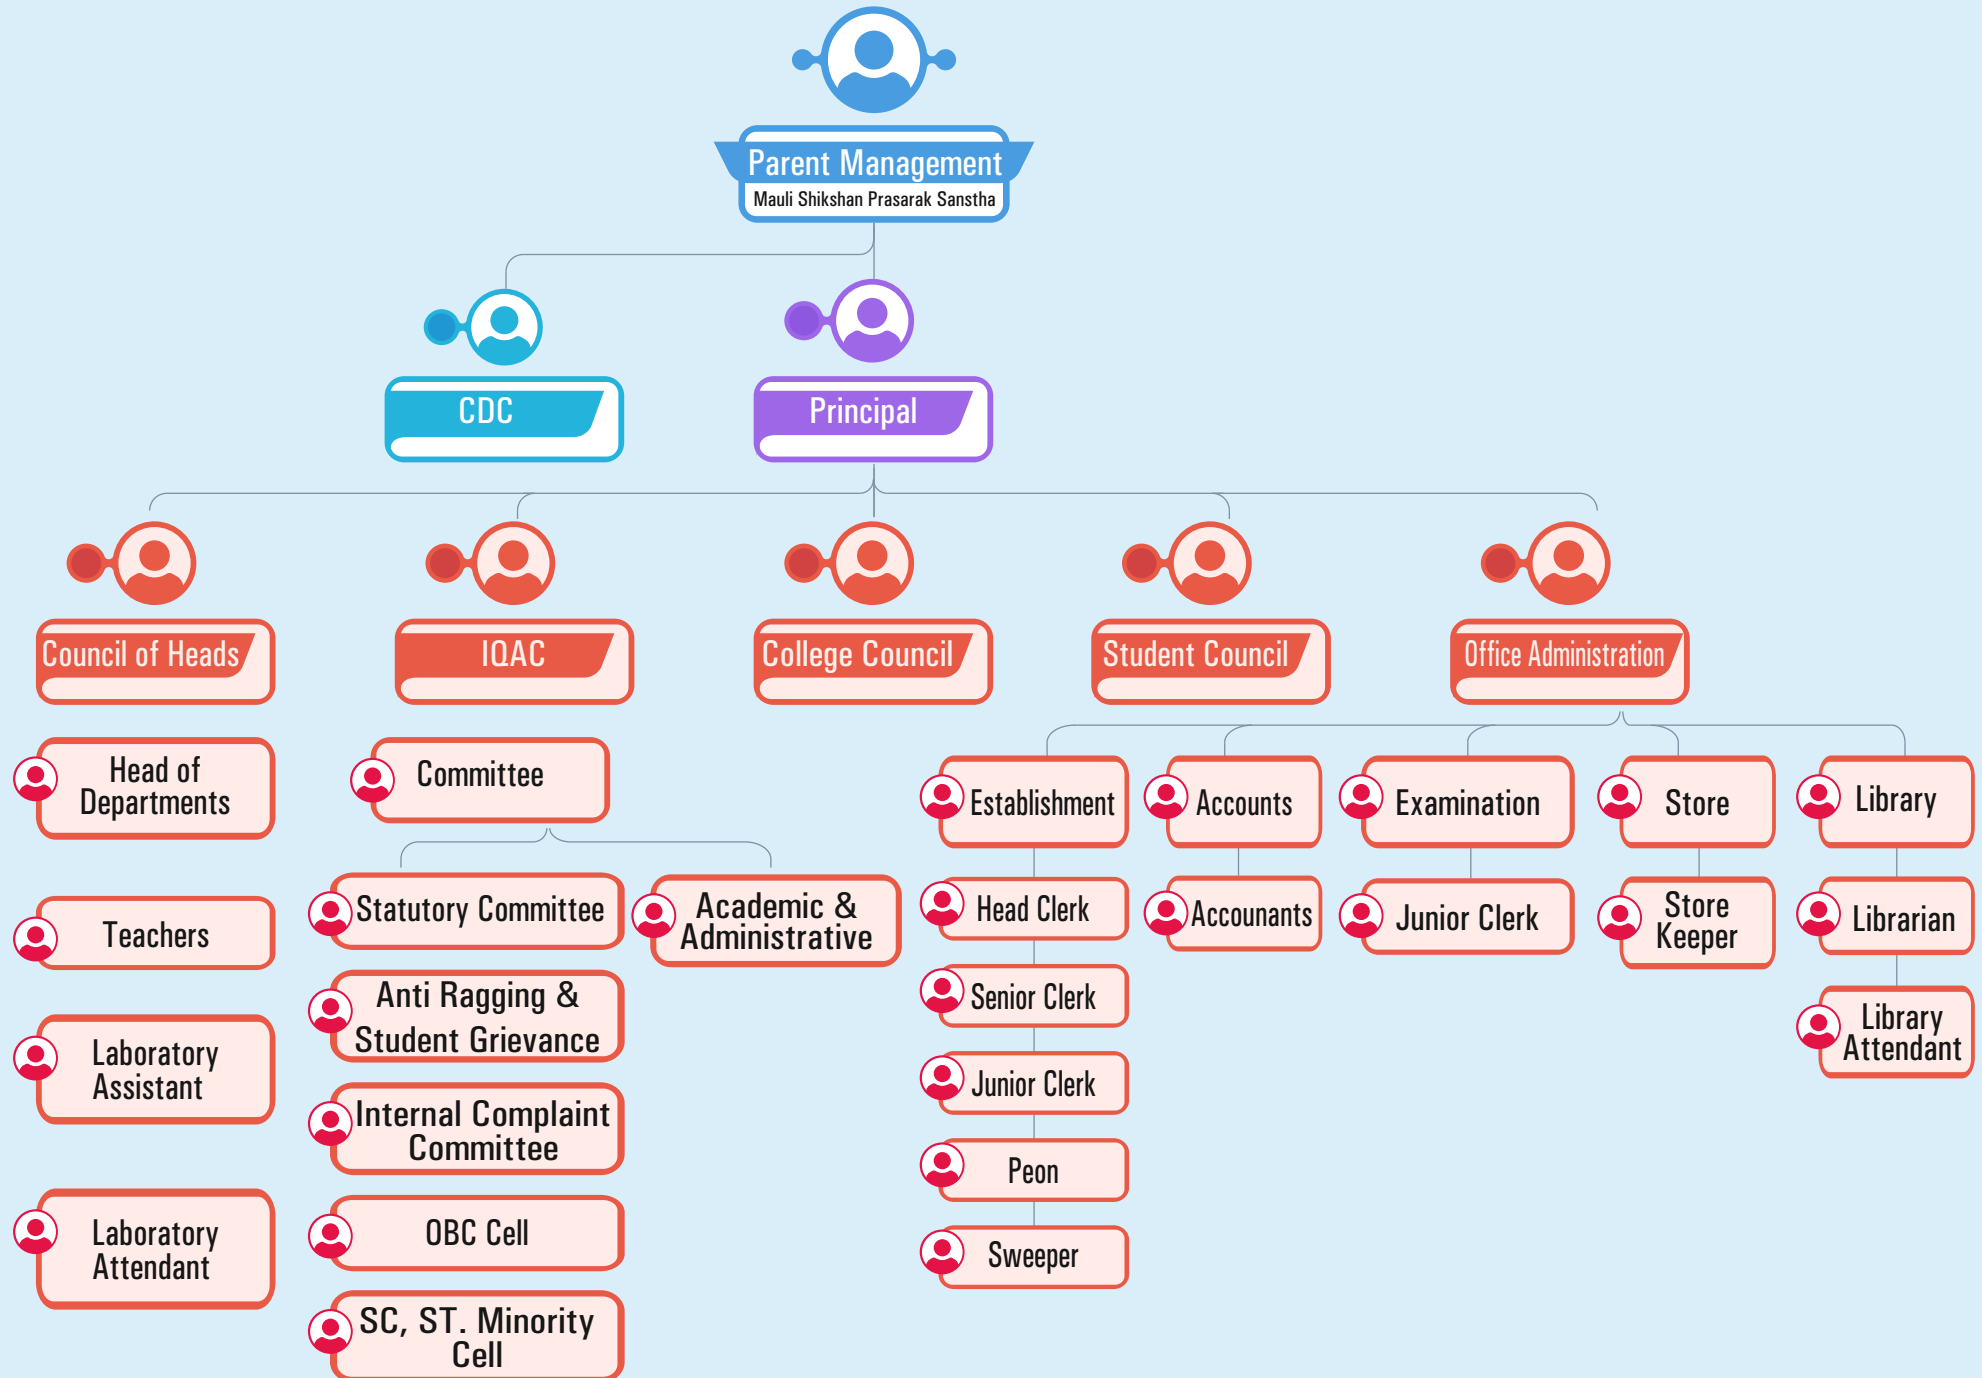 Parent Management
Mauli Shikshan Prasarak Sanstha
CDC
Principal
Council of Heads
IQAC
College Council
Student Council
Office Administration
Head of
Departments
Teachers
Laboratory
Assistant
Laboratory
Attendant
Committee
Statutory Committee
Anti Ragging &
Student Grievance
Internal Complaint
Committee
OBC Cell
SC, ST. Minority
Cell
Academic &
Administrative
Establishment
Head Clerk
Senior Clerk
Junior Clerk
Peon
Sweeper
Accounts
Accounants
Examination
Junior Clerk
Store
Store
Keeper
Library
Librarian
Library
Attendant